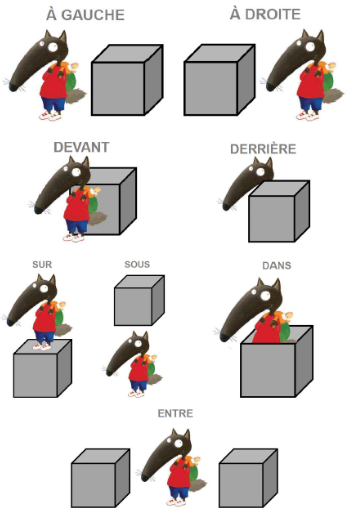 À GAUCHE
À DROITE
DEVANT
DERRIÈRE
SUR
SOUS
DANS
ENTRE